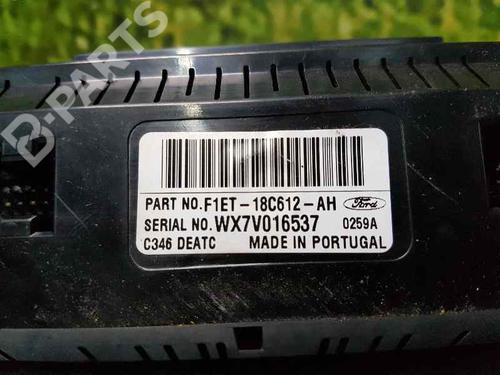 B-PARTS
PART NO. F1ET-18C612-AH Ford
SERIAL NO. WX7V016537 0259A
C346 DEATC MADE IN PORTUGAL